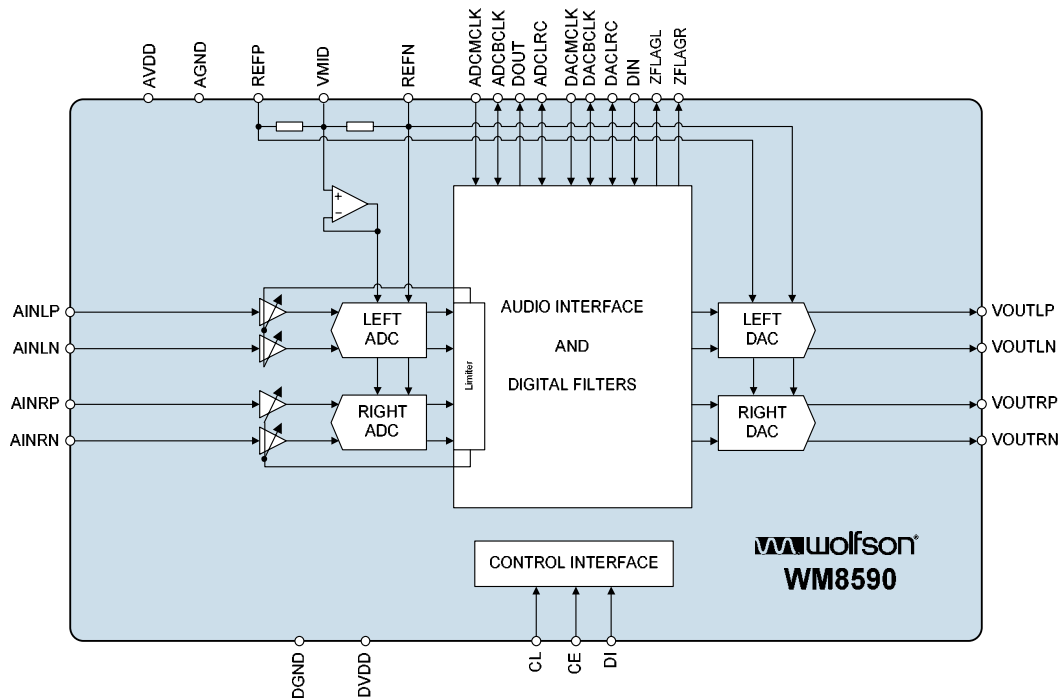 AVDD
AGND
REFP
VMID
REFN
ADCMCLK
ADCBCLK
DOUT
ADCLRC
DACMCLK
DACBCLK
DACLRC
DIN
ZFLAGL
ZFLAGR
+
−
AINLP
AINLN
AINRP
AINRN
LEFT
ADC
RIGHT
ADC
Limiter
AUDIO INTERFACE
AND
DIGITAL FILTERS
LEFT
DAC
RIGHT
DAC
VOUTLP
VOUTLN
VOUTRP
VOUTRN
CONTROL INTERFACE
wolfson®
WM8590
DGND
DVDD
CL
CE
DI